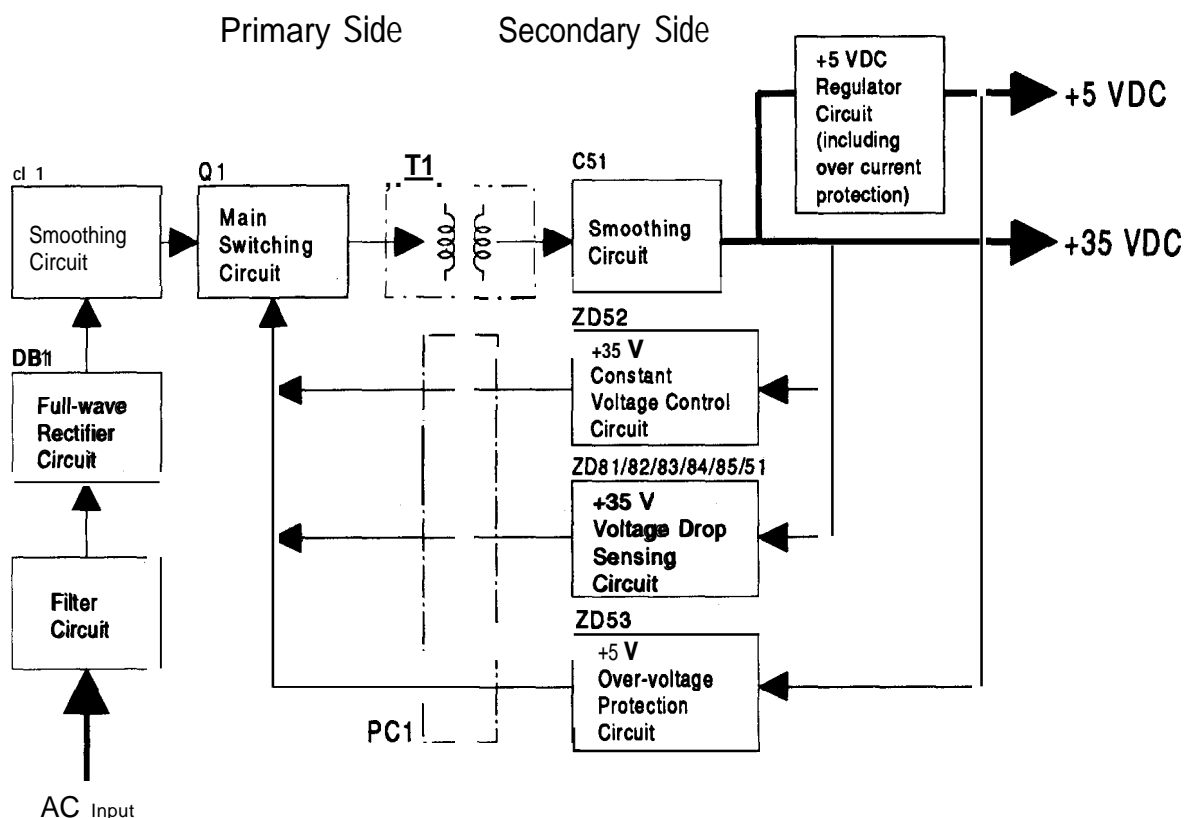 Primary Side
Secondary Side
+5 VDC
Regulator
Circuit
(including
over current
protection)
+5 VDC
cl 1
Smoothing
Circuit
Q1
Main
Switching
Circuit
T1
C51
Smoothing
Circuit
+35 VDC
DB11
Full-wave
Rectifier
Circuit
ZD52
+35 V
Constant
Voltage Control
Circuit
ZD81/82/83/84/85/51
+35 V
Voltage Drop
Sensing
Circuit
Filter
Circuit
ZD53
+5 V
Over-voltage
Protection
Circuit
PC1
AC Input